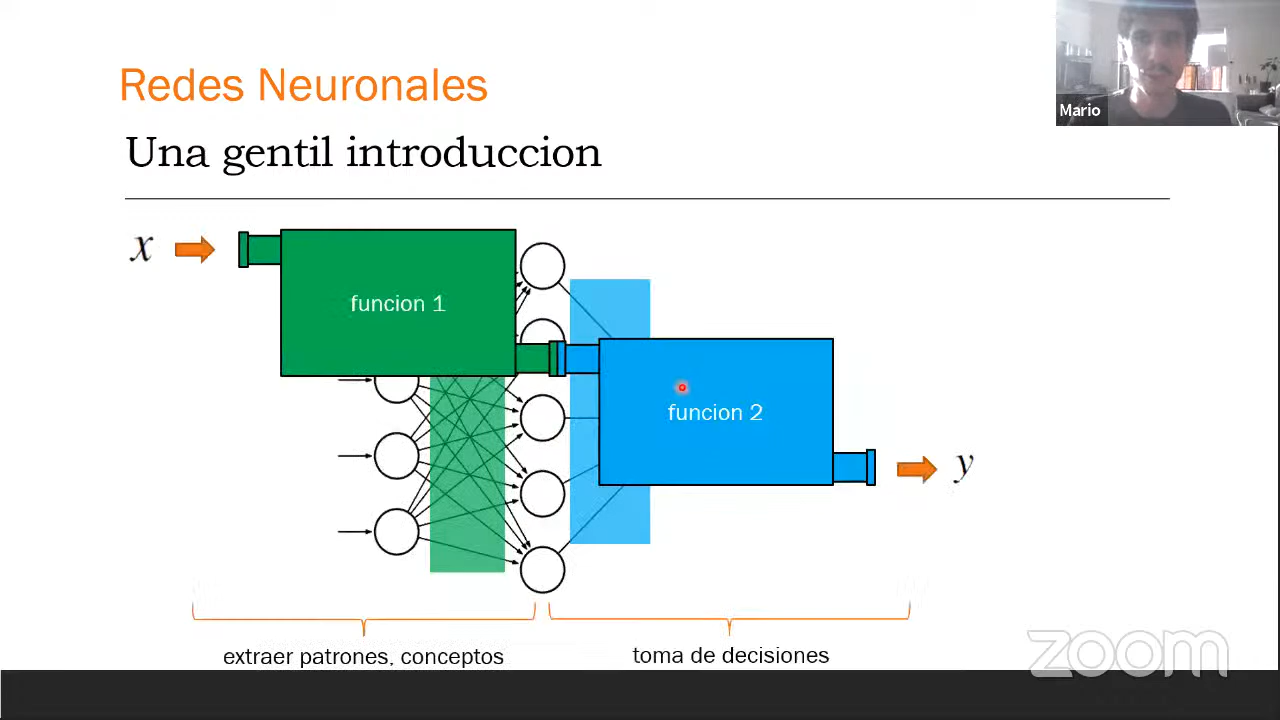 Redes Neuronales
Mario
Una gentil introduccion
x
funcion 1
funcion 2
y
extraer patrones, conceptos
toma de decisiones
zoom